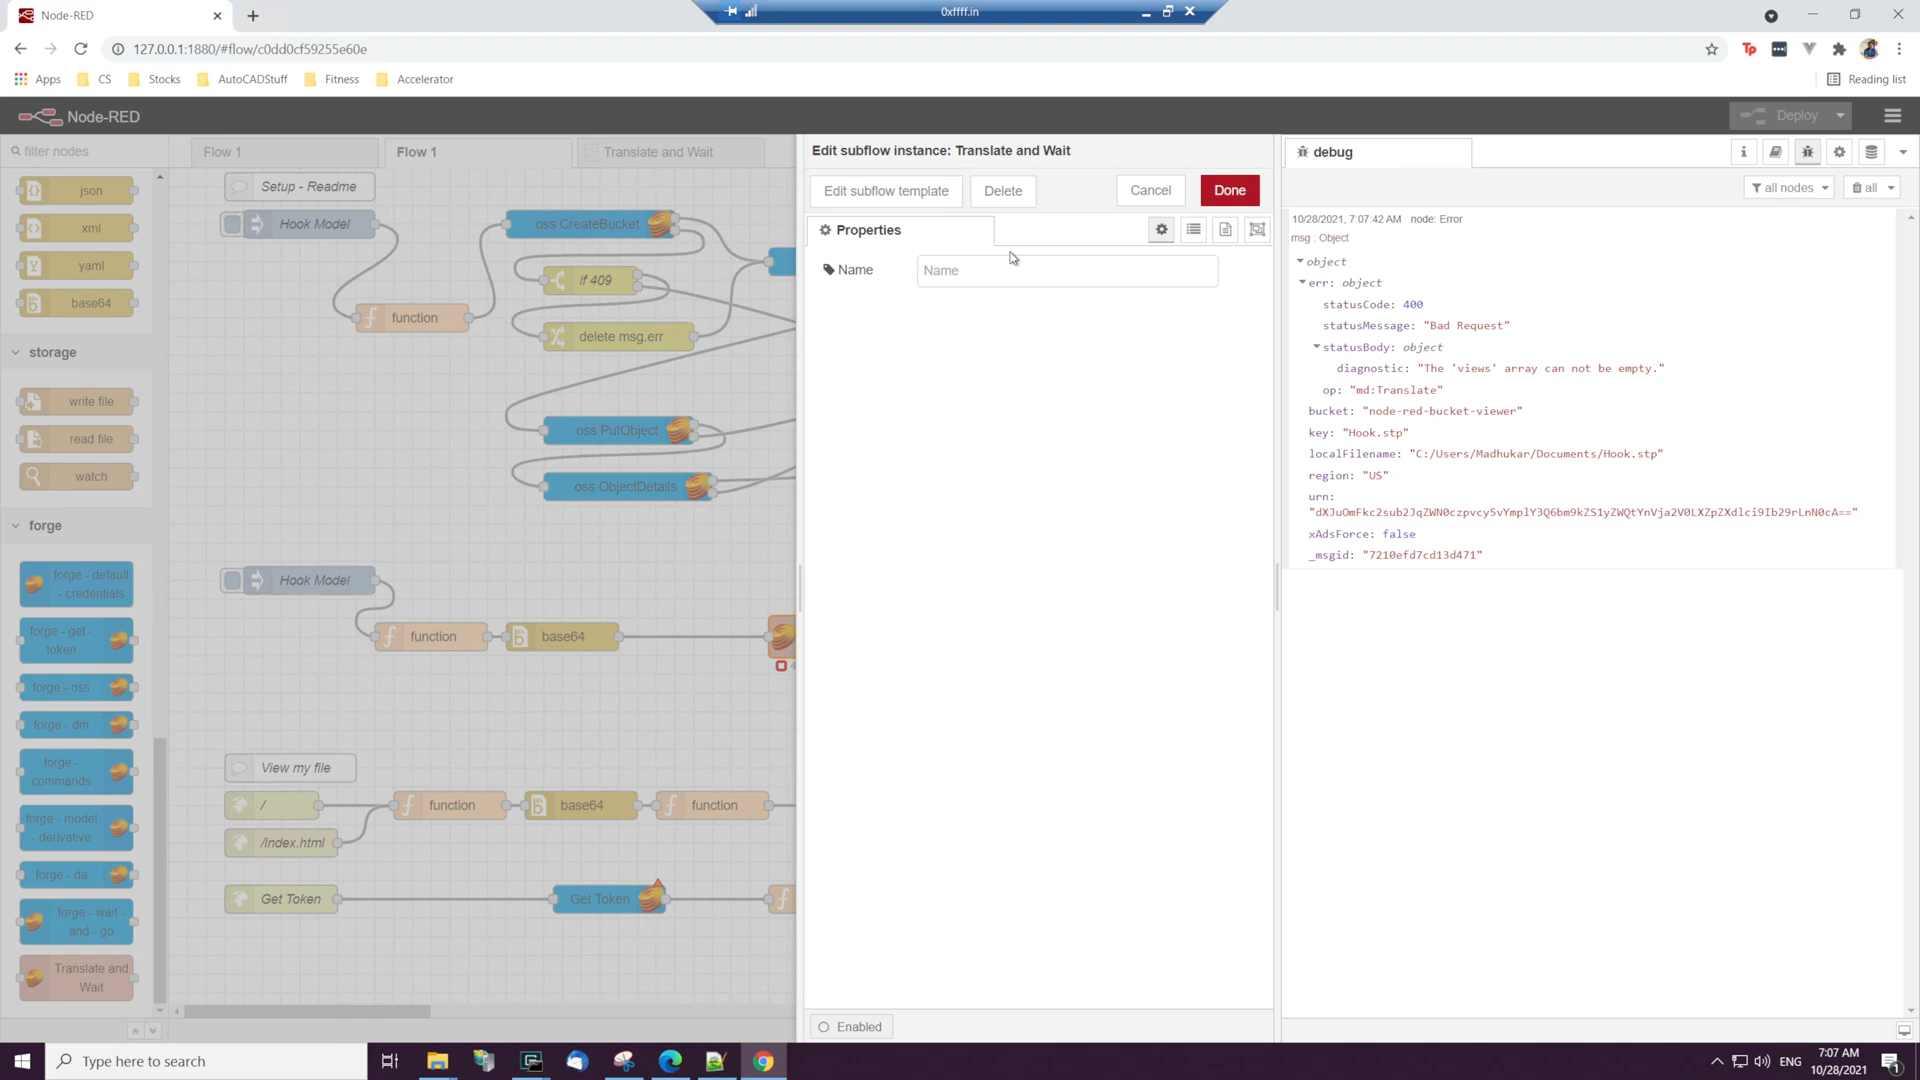 Node-RED
0xffff.in
127.0.0.1:1880/#flow/c0dd0cf59255e60e
Tp
Apps CS Stocks AutoCADStuff Fitness Accelerator Reading list
Node-RED Deploy
filter nodes
Flow 1 Flow 1 Translate and Wait
json
xml
yaml
base64
storage
write file
read file
watch
forge
forge - default
- credentials
forge - get -
token
forge - oss
forge - dm
forge -
commands
forge - model
- derivative
forge - da
forge - wait -
and - go
Translate and
Wait
Setup - Readme
Hook Model
oss CreateBucket
if 409
function
delete msg.err
oss PutObject
oss ObjectDetails
Hook Model
function base64
4
View my file
/ function base64 function
/index.html
Get Token Get Token
Edit subflow instance: Translate and Wait
Edit subflow template Delete Cancel Done
Properties
Name Name
Enabled
debug
all nodes all
10/28/2021, 7:07:42 AM node: Error
msg : Object
object
err: object
statusCode: 400
statusMessage: "Bad Request"
statusBody: object
diagnostic: "The 'views' array can not be empty."
op: "md:Translate"
bucket: "node-red-bucket-viewer"
key: "Hook.stp"
localFilename: "C:/Users/Madhukar/Documents/Hook.stp"
region: "US"
urn:
"dXJuOmFkc2sub2JqZWN0czpvcy5vYmplY3Q6bm9kZS1yZWQtYnVja2V0LXZpZXdlci9Ib29rLnN0cA=="
xAdsForce: false
_msgid: "7210efd7cd13d471"
Type here to search
ENG
7:07 AM
10/28/2021
1